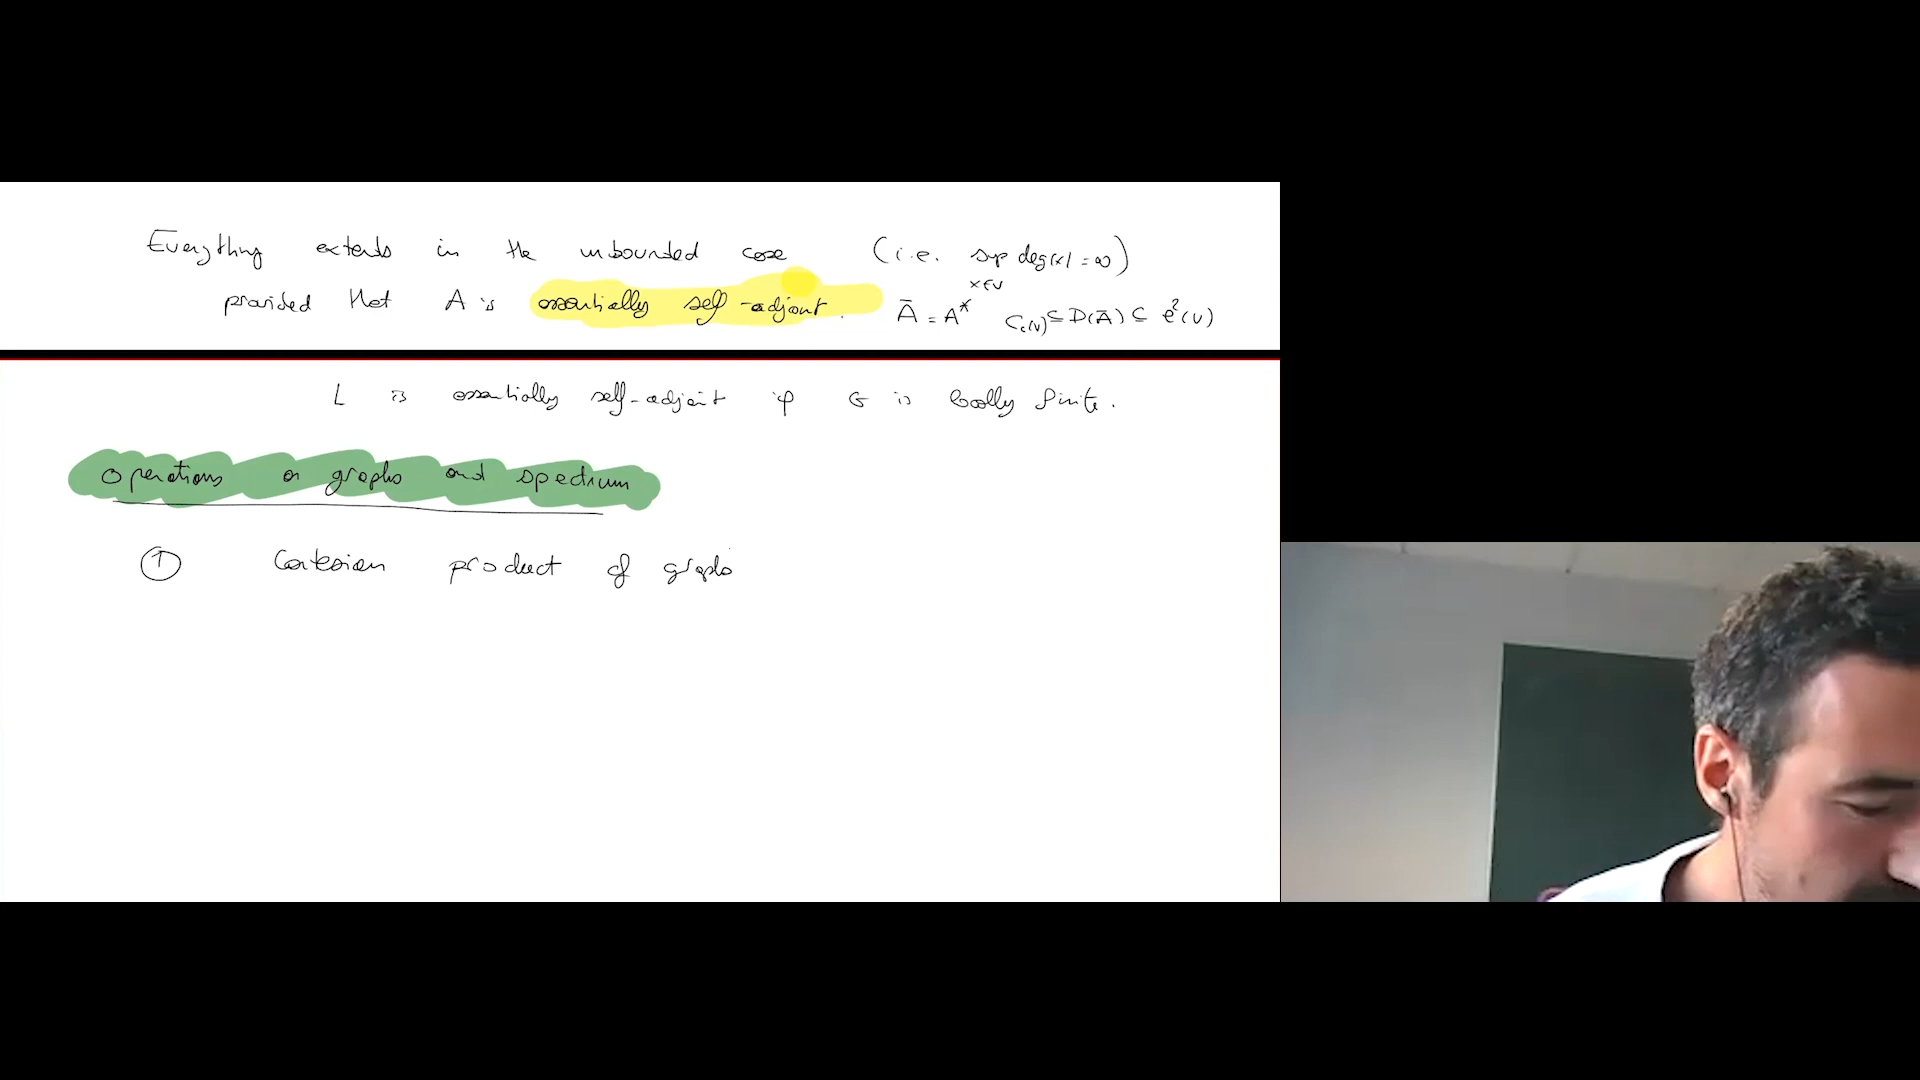 Everything extends in the unbounded case (i.e. sup deg(x) = ∞)
x∈V
provided that A is essentially self-adjoint. Ā = A* C_c(V) ⊆ D(Ā) ⊆ ℓ²(V)
L is essentially self-adjoint if G is locally finite.
Operations on graphs and spectrum
① Cartesian product of graphs